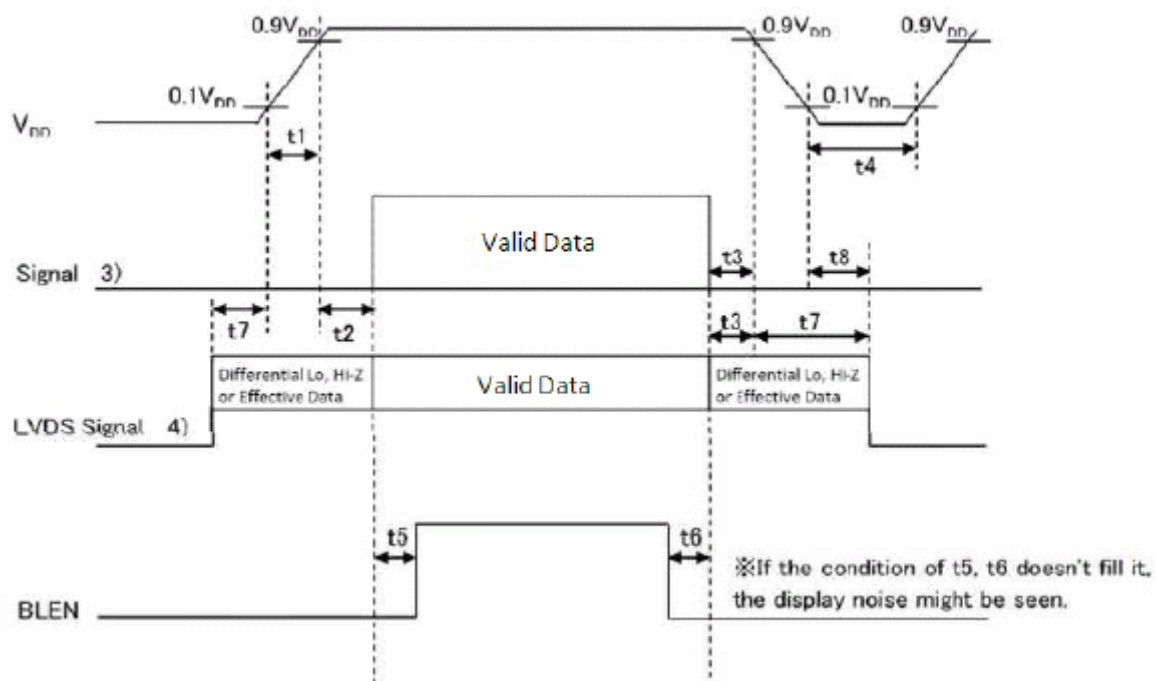 0.9VDD
0.9VDD
0.9VDD
0.1VDD
0.1VDD
VDD
t1
t4
Valid Data
Signal 3)
t3
t8
t7
t2
t3
t7
Differential Lo, Hi-Z
or Effective Data
Valid Data
Differential Lo, Hi-Z
or Effective Data
LVDS Signal 4)
t5
t6
※If the condition of t5, t6 doesn't fill it,
the display noise might be seen.
BLEN